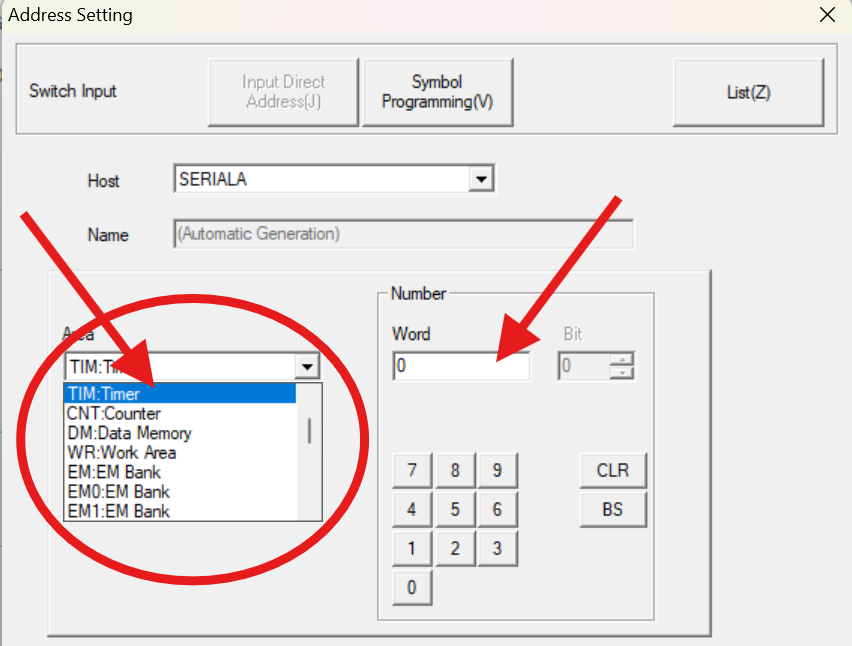 Address Setting
Switch Input
Input Direct
Address(J)
Symbol
Programming(V)
List(Z)
Host
SERIALA
Name
(Automatic Generation)
Area
Number
Word
Bit
TIM:
0
0
TIM:Timer
CNT:Counter
DM:Data Memory
WR:Work Area
EM:EM Bank
EM0:EM Bank
EM1:EM Bank
7 8 9 CLR
4 5 6 BS
1 2 3
0